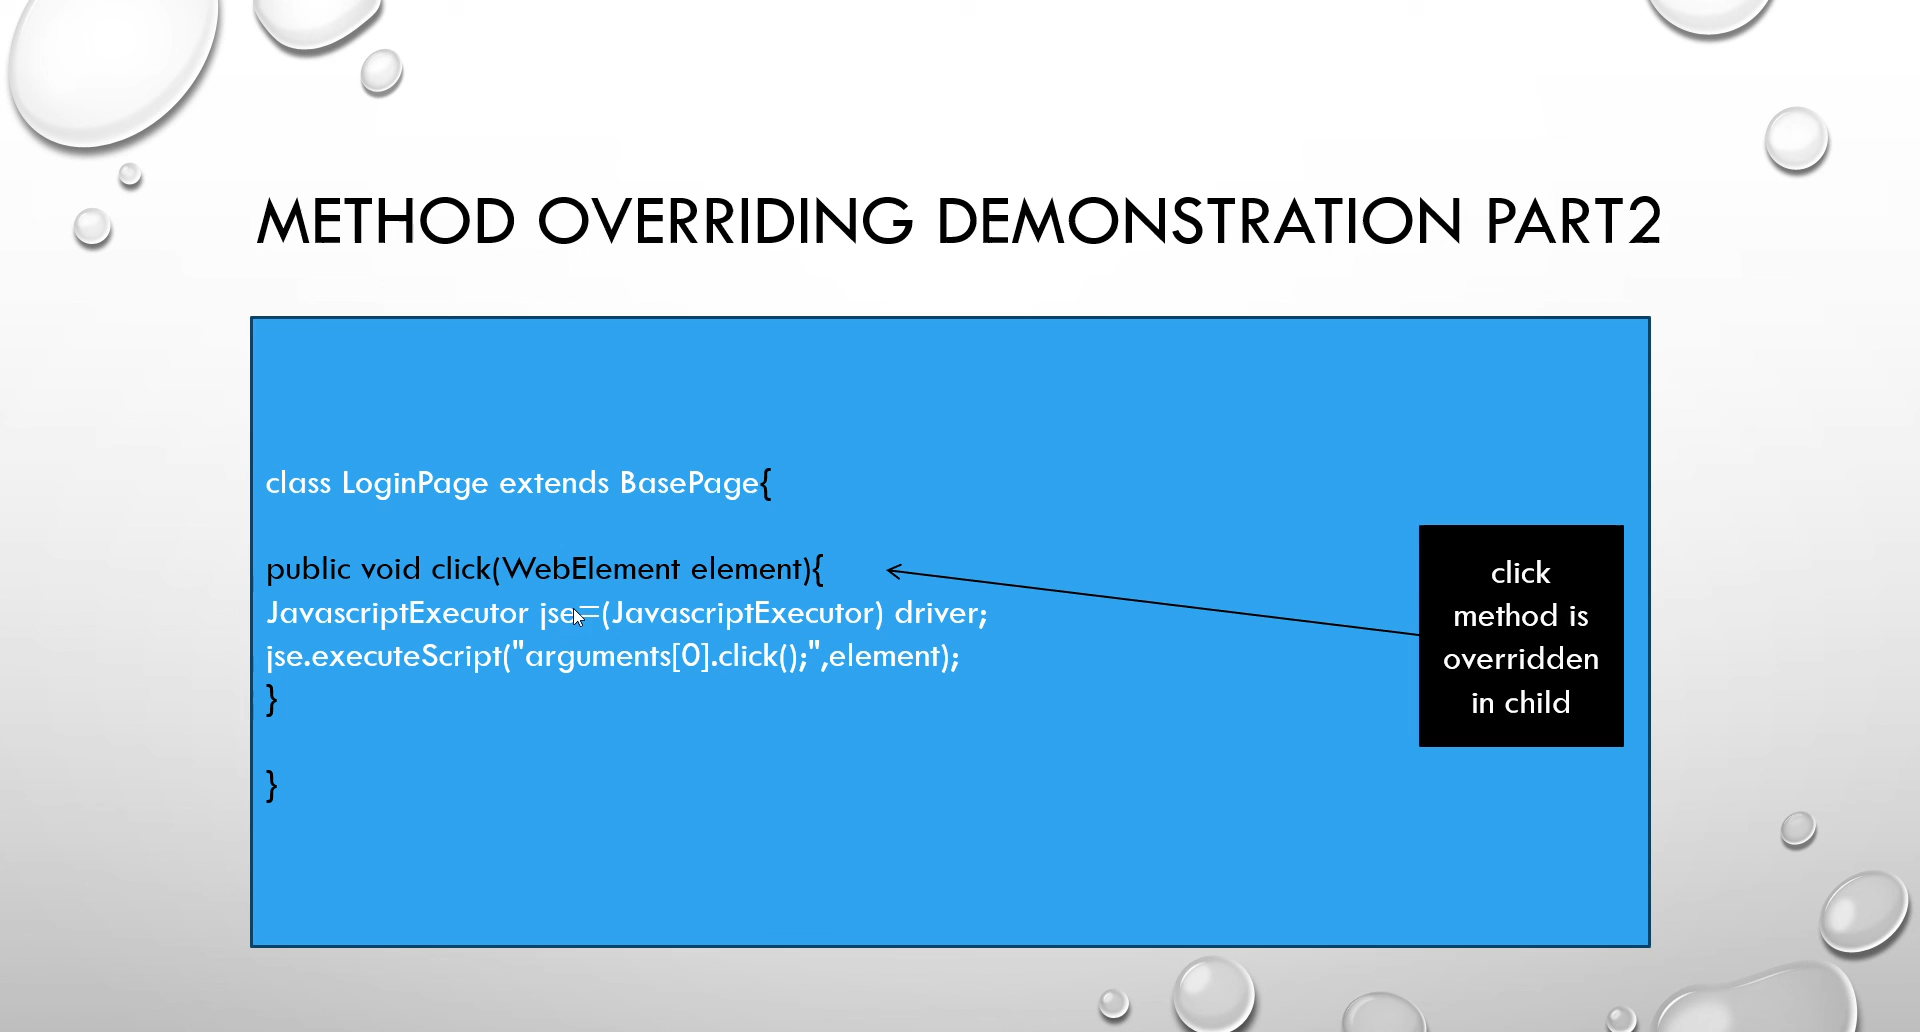 METHOD OVERRIDING DEMONSTRATION PART2
class LoginPage extends BasePage{
public void click(WebElement element){
JavascriptExecutor jse=(JavascriptExecutor) driver;
jse.executeScript("arguments[0].click();",element);
}
}
click
method is
overridden
in child